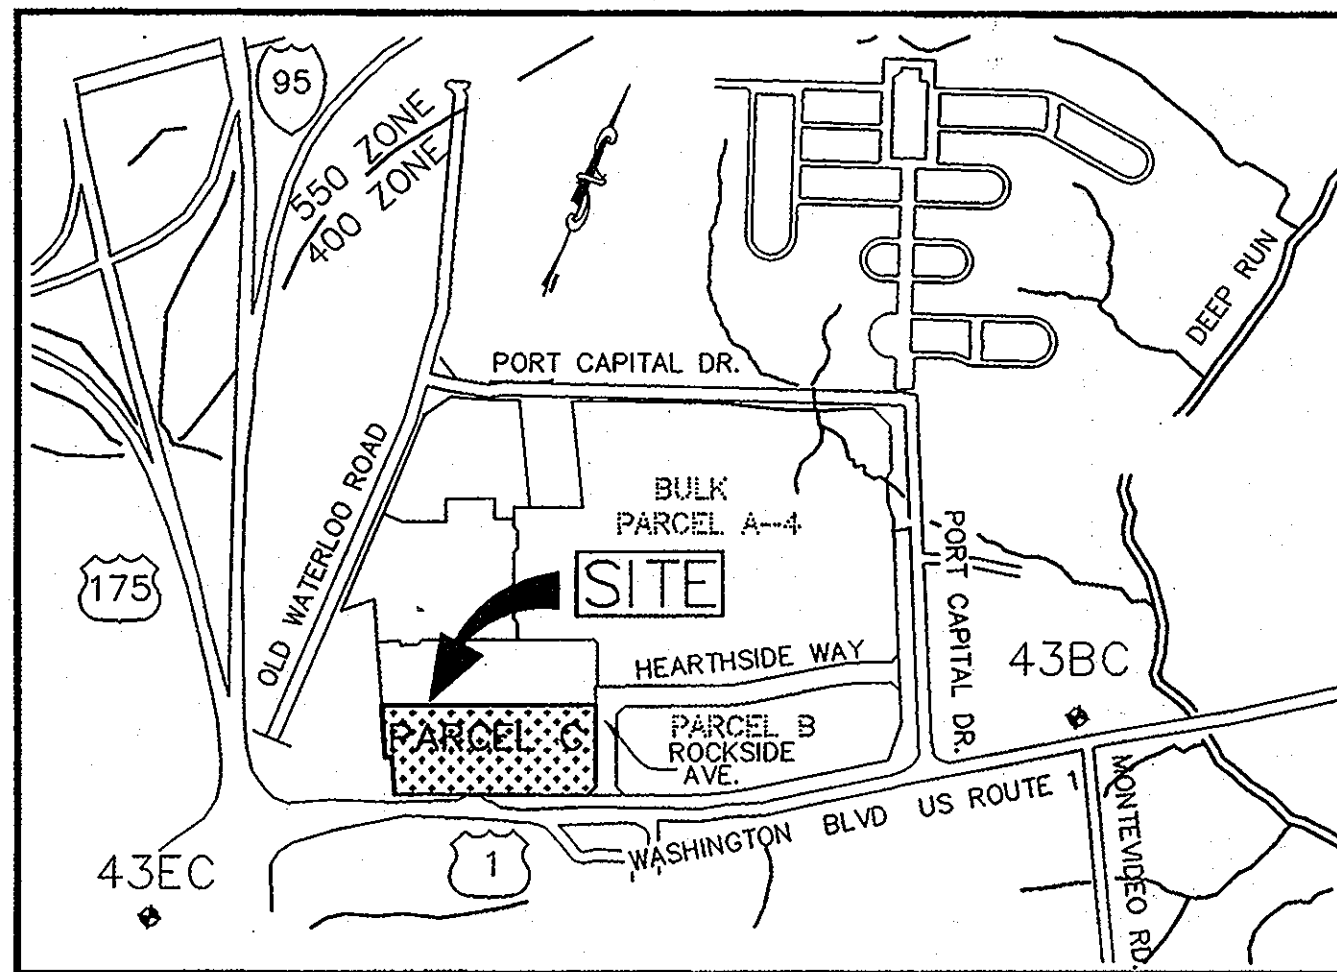 95
550 ZONE
400 ZONE
DEEP RUN
PORT CAPITAL DR.
OLD WATERLOO ROAD
BULK
PARCEL A-4
SITE
175
PORT CAPITAL DR.
HEARTHSIDE WAY
43BC
PARCEL C
PARCEL B
ROCKSIDE
AVE.
WASHINGTON BLVD US ROUTE 1
MONTEVIDEO RD.
1
43EC